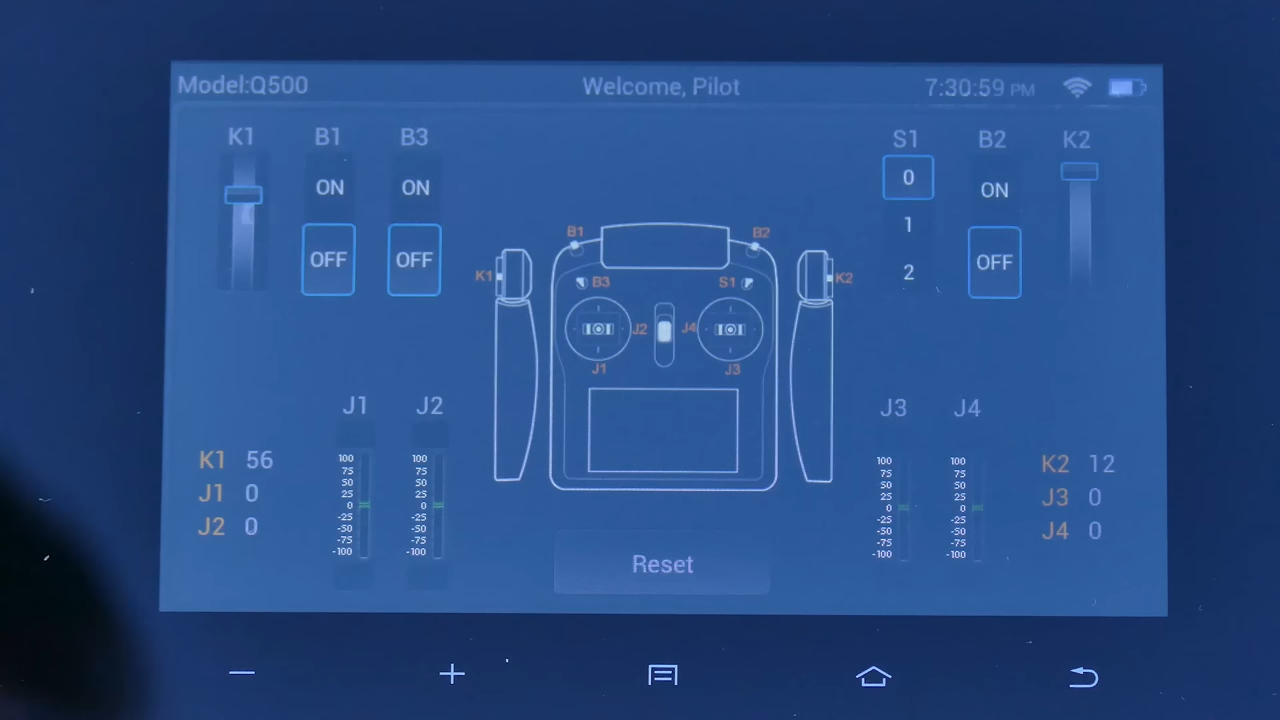 Model:Q500 Welcome, Pilot 7:30:59 PM
K1 B1 B3 S1 B2 K2
ON ON 0 ON
1
OFF OFF OFF
2
B1 B2
K1 B3 S1 K2
J2 J4
J1 J3
J1 J2 J3 J4
K1 56
J1 0
J2 0
100 100 100 100
75 75 75 75
50 50 50 50
25 25 25 25
0 0 0 0
-25 -25 -25 -25
-50 -50 -50 -50
-75 -75 -75 -75
-100 -100 -100 -100
K2 12
J3 0
J4 0
Reset